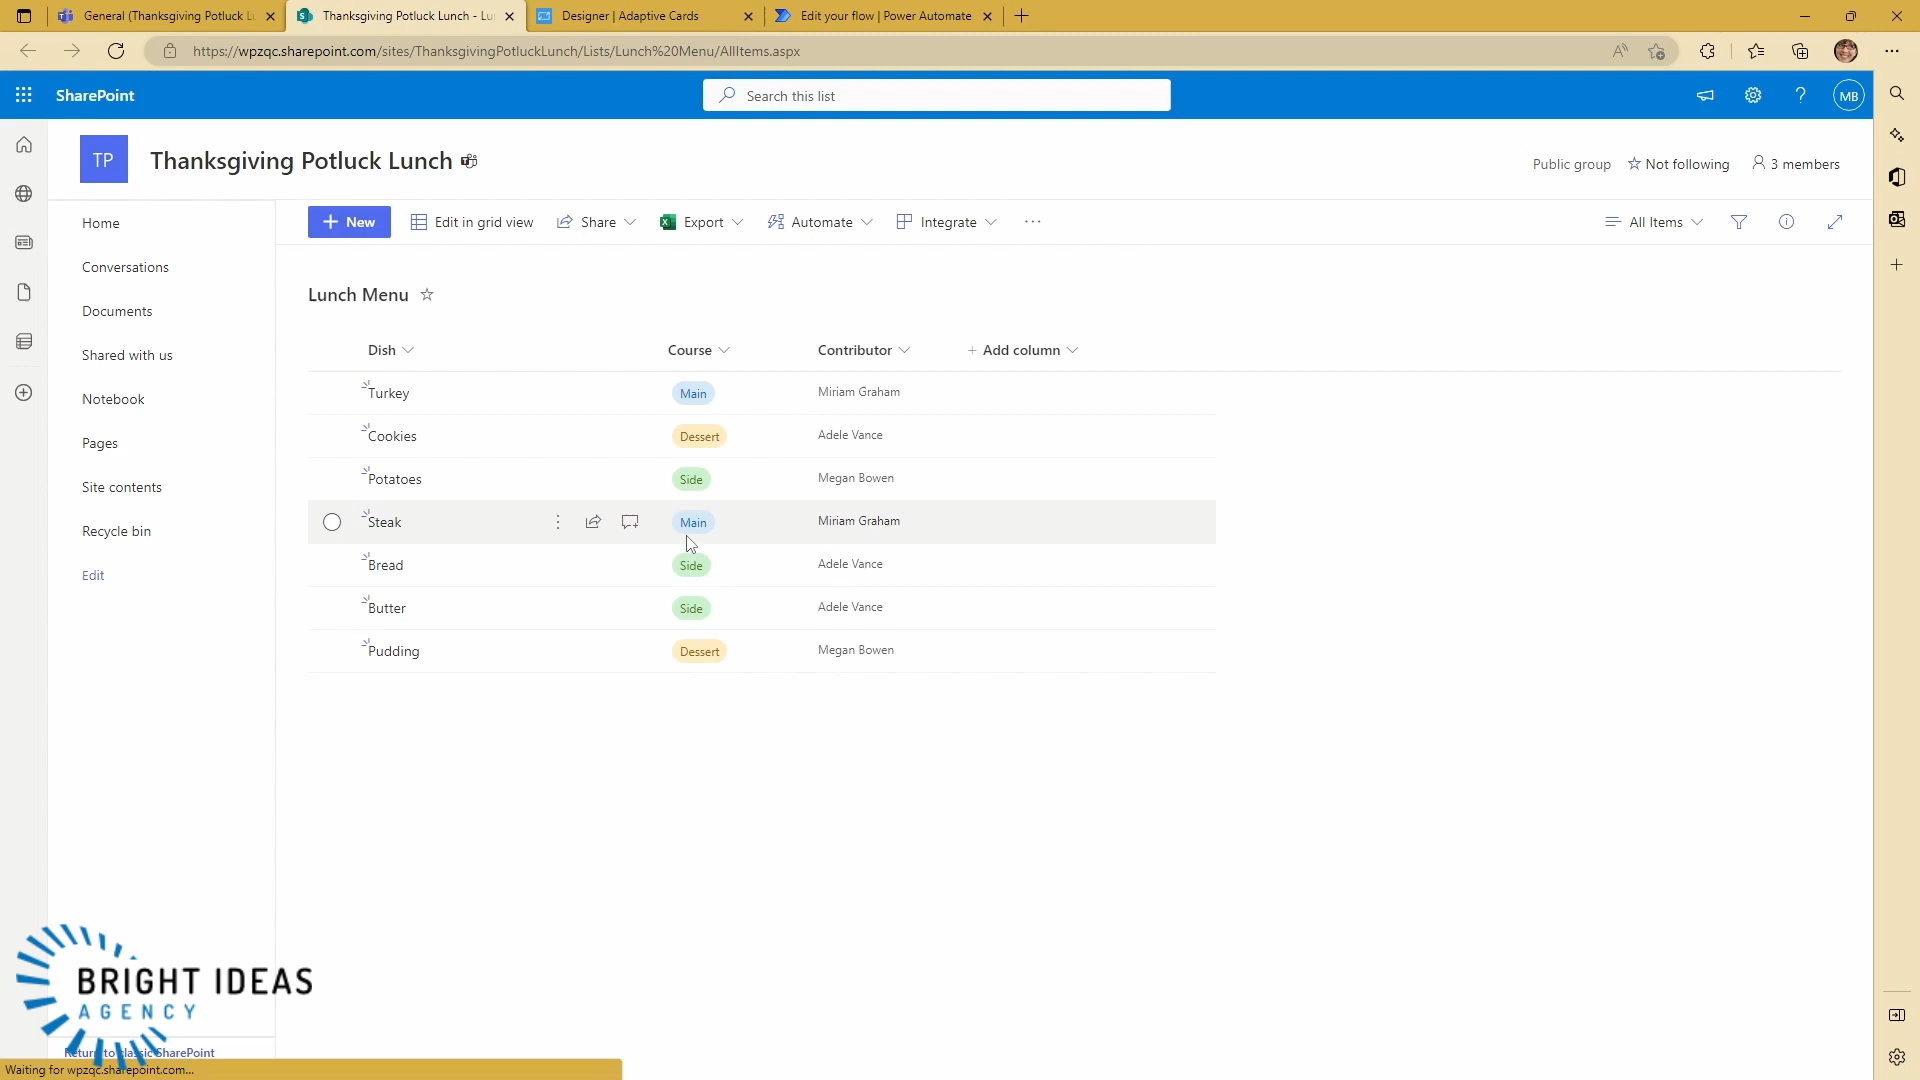 General (Thanksgiving Potluck L
Thanksgiving Potluck Lunch - Lu
Designer | Adaptive Cards
Edit your flow | Power Automate
https://wpzqc.sharepoint.com/sites/ThanksgivingPotluckLunch/Lists/Lunch%20Menu/AllItems.aspx
SharePoint
Search this list
MB
TP
Thanksgiving Potluck Lunch
Public group
Not following
3 members
Home
Conversations
Documents
Shared with us
Notebook
Pages
Site contents
Recycle bin
Edit
New
Edit in grid view
Share
Export
Automate
Integrate
All Items
Lunch Menu
Dish Course Contributor + Add column
Turkey Main Miriam Graham
Cookies Dessert Adele Vance
Potatoes Side Megan Bowen
Steak Main Miriam Graham
Bread Side Adele Vance
Butter Side Adele Vance
Pudding Dessert Megan Bowen
BRIGHT IDEAS
AGENCY
Return to classic SharePoint
Waiting for wpzqc.sharepoint.com...